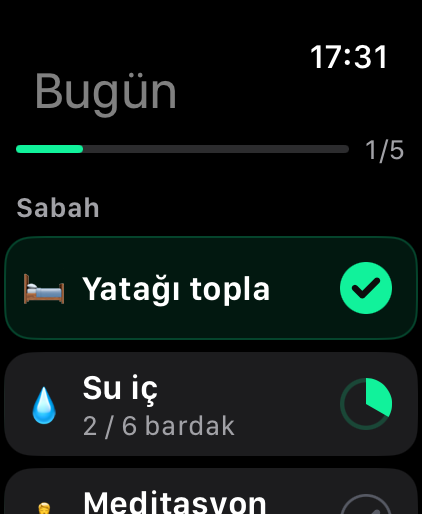 17:31
Bugün
1/5
Sabah
Yatağı topla
Su iç
2 / 6 bardak
Meditasyon